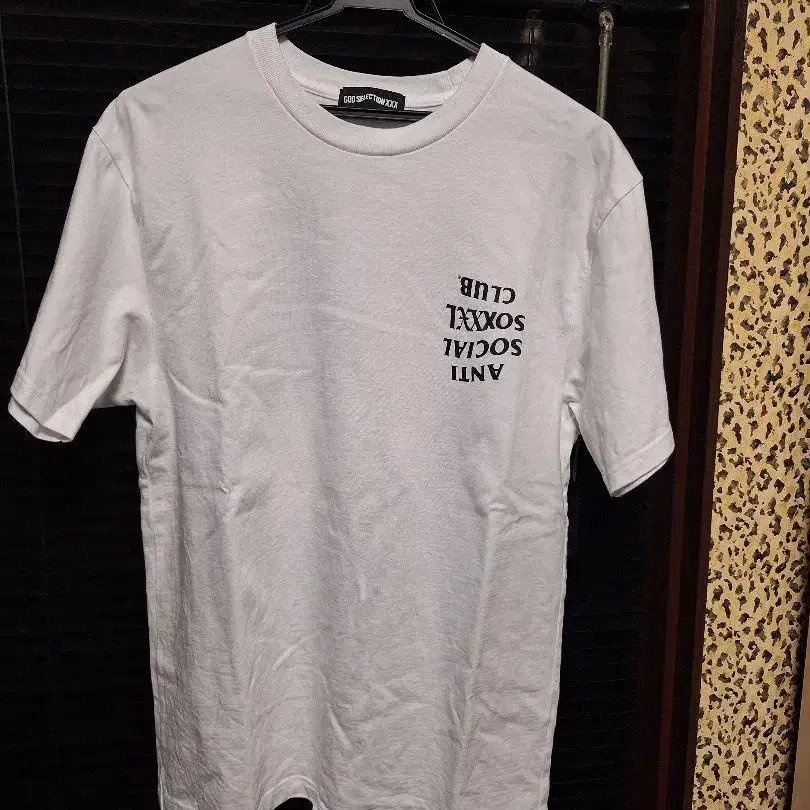 GOD SELECTION XXX
ANTI
SOCIAL
SOXXXL
CLUB®